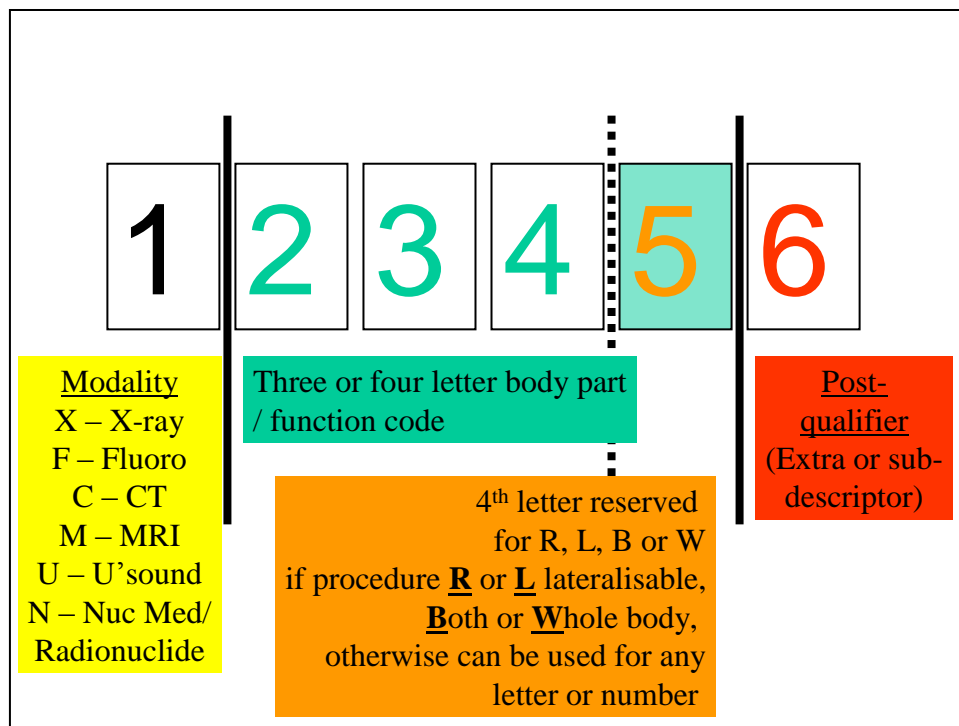 1 2 3 4 5 6
Modality
X – X-ray
F – Fluoro
C – CT
M – MRI
U – U’sound
N – Nuc Med/
Radionuclide
Three or four letter body part
/ function code
4th letter reserved
for R, L, B or W
if procedure R or L lateralisable,
Both or Whole body,
otherwise can be used for any
letter or number
Post-
qualifier
(Extra or sub-
descriptor)